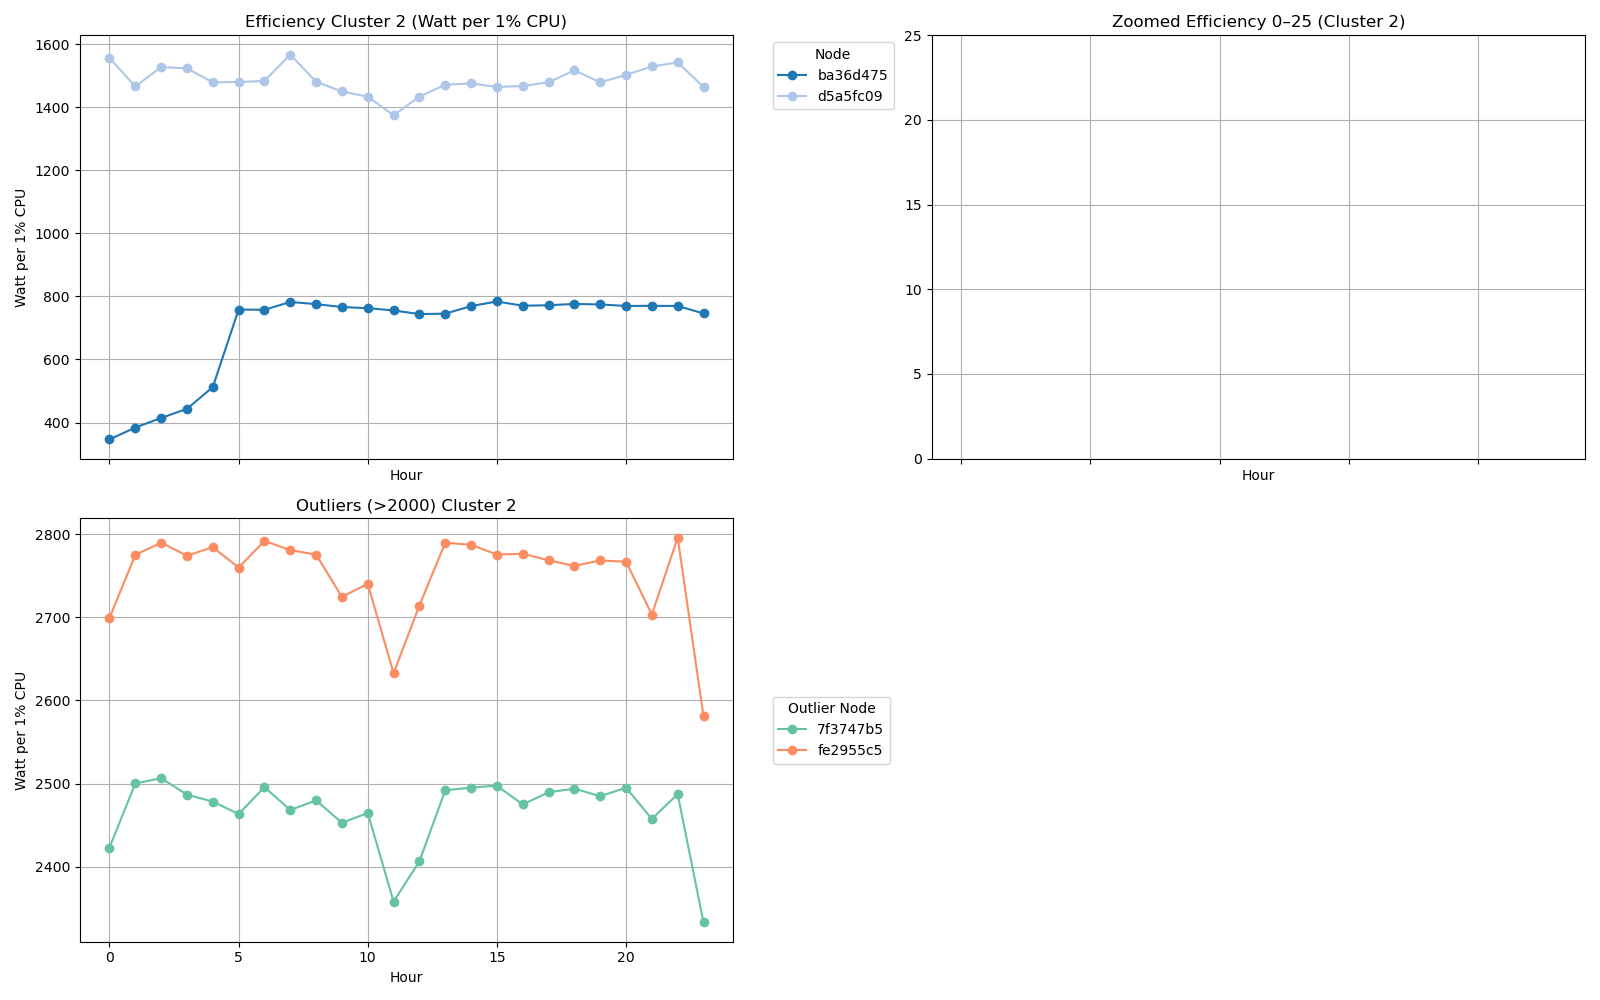 Efficiency Cluster 2 (Watt per 1% CPU)
Watt per 1% CPU
1600
1400
1200
1000
800
600
400
Hour
Node
ba36d475
d5a5fc09
Zoomed Efficiency 0–25 (Cluster 2)
25
20
15
10
5
0
Hour
Outliers (>2000) Cluster 2
Watt per 1% CPU
2800
2700
2600
2500
2400
0 5 10 15 20
Hour
Outlier Node
7f3747b5
fe2955c5